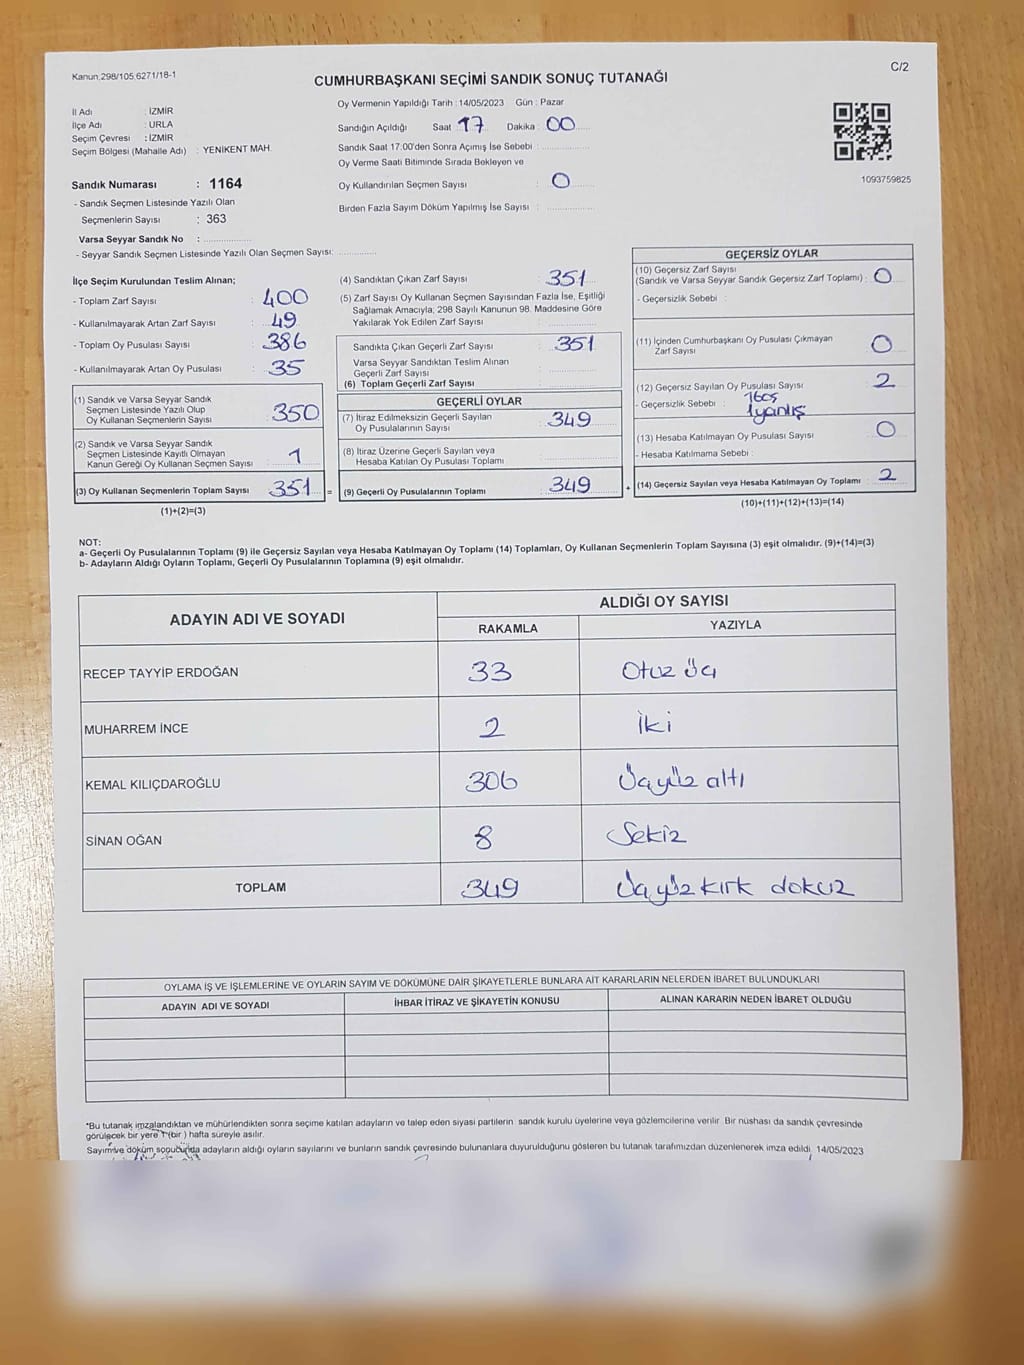 Kanun 298/105,6271/18-1
C/2
CUMHURBAŞKANI SEÇİMİ SANDIK SONUÇ TUTANAĞI
İl Adı : İZMİR
İlçe Adı : URLA
Seçim Çevresi : İZMİR
Seçim Bölgesi (Mahalle Adı) : YENİKENT MAH.
Sandık Numarası : 1164
- Sandık Seçmen Listesinde Yazılı Olan
Seçmenlerin Sayısı : 363
Varsa Seyyar Sandık No :
- Seyyar Sandık Seçmen Listesinde Yazılı Olan Seçmen Sayısı:
Oy Vermenin Yapıldığı Tarih : 14/05/2023 Gün : Pazar
Sandığın Açıldığı Saat : 17 Dakika : 00
Sandık Saat 17:00'den Sonra Açımış İse Sebebi :
Oy Verme Saati Bitiminde Sırada Bekleyen ve
Oy Kullandırılan Seçmen Sayısı : 0
Birden Fazla Sayım Döküm Yapılmış İse Sayısı :
1093759825
İlçe Seçim Kurulundan Teslim Alınan;
- Toplam Zarf Sayısı : 400
- Kullanılmayarak Artan Zarf Sayısı : 49
- Toplam Oy Pusulası Sayısı : 386
- Kullanılmayarak Artan Oy Pusulası : 35
(1) Sandık ve Varsa Seyyar Sandık
Seçmen Listesinde Yazılı Olup
Oy Kullanan Seçmenlerin Sayısı : 350
(2) Sandık ve Varsa Seyyar Sandık
Seçmen Listesinde Kayıtlı Olmayan
Kanun Gereği Oy Kullanan Seçmen Sayısı : 1
(3) Oy Kullanan Seçmenlerin Toplam Sayısı : 351 =
(1)+(2)=(3)
(4) Sandıktan Çıkan Zarf Sayısı : 351
(5) Zarf Sayısı Oy Kullanan Seçmen Sayısından Fazla İse, Eşitliği
Sağlamak Amacıyla; 298 Sayılı Kanunun 98. Maddesine Göre
Yakılarak Yok Edilen Zarf Sayısı :
Sandıkta Çıkan Geçerli Zarf Sayısı : 351
Varsa Seyyar Sandıktan Teslim Alınan
Geçerli Zarf Sayısı :
(6) Toplam Geçerli Zarf Sayısı :
GEÇERLİ OYLAR
(7) İtiraz Edilmeksizin Geçerli Sayılan
Oy Pusulalarının Sayısı : 349
(8) İtiraz Üzerine Geçerli Sayılan veya
Hesaba Katılan Oy Pusulası Toplamı :
(9) Geçerli Oy Pusulalarının Toplamı : 349 +
GEÇERSİZ OYLAR
(10) Geçersiz Zarf Sayısı
(Sandık ve Varsa Seyyar Sandık Geçersiz Zarf Toplamı) : 0
- Geçersizlik Sebebi :
(11) İçinden Cumhurbaşkanı Oy Pusulası Çıkmayan
Zarf Sayısı : 0
(12) Geçersiz Sayılan Oy Pusulası Sayısı : 2
- Geçersizlik Sebebi : 1boş
1yanlış
(13) Hesaba Katılmayan Oy Pusulası Sayısı : 0
- Hesaba Katılmama Sebebi :
(14) Geçersiz Sayılan veya Hesaba Katılmayan Oy Toplamı : 2
(10)+(11)+(12)+(13)=(14)
NOT:
a- Geçerli Oy Pusulalarının Toplamı (9) ile Geçersiz Sayılan veya Hesaba Katılmayan Oy Toplamı (14) Toplamları, Oy Kullanan Seçmenlerin Toplam Sayısına (3) eşit olmalıdır. (9)+(14)=(3)
b- Adayların Aldığı Oyların Toplamı, Geçerli Oy Pusulalarının Toplamına (9) eşit olmalıdır.
ADAYIN ADI VE SOYADI
ALDIĞI OY SAYISI
RAKAMLA YAZIYLA
RECEP TAYYİP ERDOĞAN 33 Otuz üç
MUHARREM İNCE 2 İki
KEMAL KILIÇDAROĞLU 306 Üçyüz altı
SİNAN OĞAN 8 Sekiz
TOPLAM 349 Üçyüz kırk dokuz
OYLAMA İŞ VE İŞLEMLERİNE VE OYLARIN SAYIM VE DÖKÜMÜNE DAİR ŞİKAYETLERLE BUNLARA AİT KARARLARIN NELERDEN İBARET BULUNDUKLARI
ADAYIN ADI VE SOYADI İHBAR İTİRAZ VE ŞİKAYETİN KONUSU ALINAN KARARIN NEDEN İBARET OLDUĞU
*Bu tutanak imzalandıktan ve mühürlendikten sonra seçime katılan adayların ve talep eden siyasi partilerin sandık kurulu üyelerine veya gözlemcilerine verilir. Bir nüshası da sandık çevresinde
görülecek bir yere 1 (bir) hafta süreyle asılır.
Sayım ve döküm sonucunda adayların aldığı oyların sayılarını ve bunların sandık çevresinde bulunanlara duyurulduğunu gösteren bu tutanak tarafımızdan düzenlenerek imza edildi. 14/05/2023